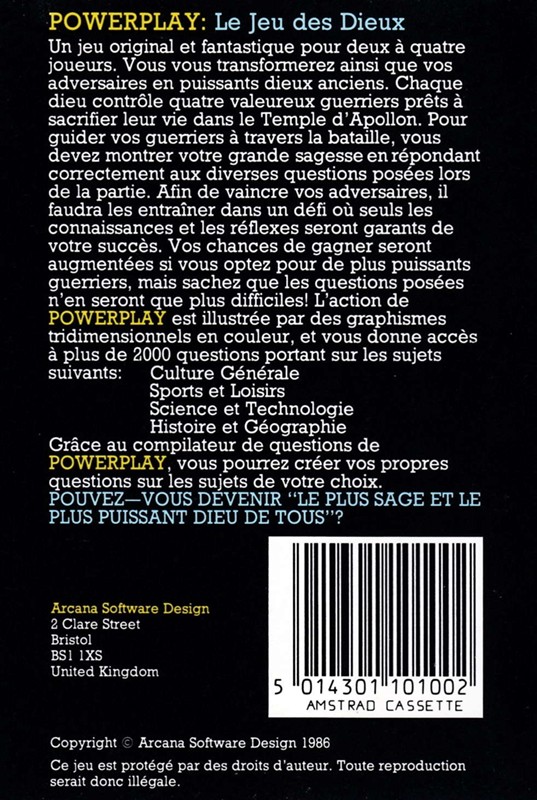 POWERPLAY: Le Jeu des Dieux
Un jeu original et fantastique pour deux à quatre
joueurs. Vous vous transformerez ainsi que vos
adversaires en puissants dieux anciens. Chaque
dieu contrôle quatre valeureux guerriers prêts à
sacrifier leur vie dans le Temple d'Apollon. Pour
guider vos guerriers à travers la bataille, vous
devez montrer votre grande sagesse en répondant
correctement aux diverses questions posées lors
de la partie. Afin de vaincre vos adversaires, il
faudra les entraîner dans un défi où seuls les
connaissances et les réflexes seront garants de
votre succès. Vos chances de gagner seront
augmentées si vous optez pour de plus puissants
guerriers, mais sachez que les questions posées
n'en seront que plus difficiles! L'action de
POWERPLAY est illustrée par des graphismes
tridimensionnels en couleur, et vous donne accès
à plus de 2000 questions portant sur les sujets
suivants: Culture Générale
Sports et Loisirs
Science et Technologie
Histoire et Géographie
Grâce au compilateur de questions de
POWERPLAY, vous pourrez créer vos propres
questions sur les sujets de votre choix.
POUVEZ—VOUS DEVENIR "LE PLUS SAGE ET LE
PLUS PUISSANT DIEU DE TOUS"?
Arcana Software Design
2 Clare Street
Bristol
BS1 1XS
United Kingdom
5 014301 101002
AMSTRAD CASSETTE
Copyright © Arcana Software Design 1986
Ce jeu est protégé par des droits d'auteur. Toute reproduction
serait donc illégale.